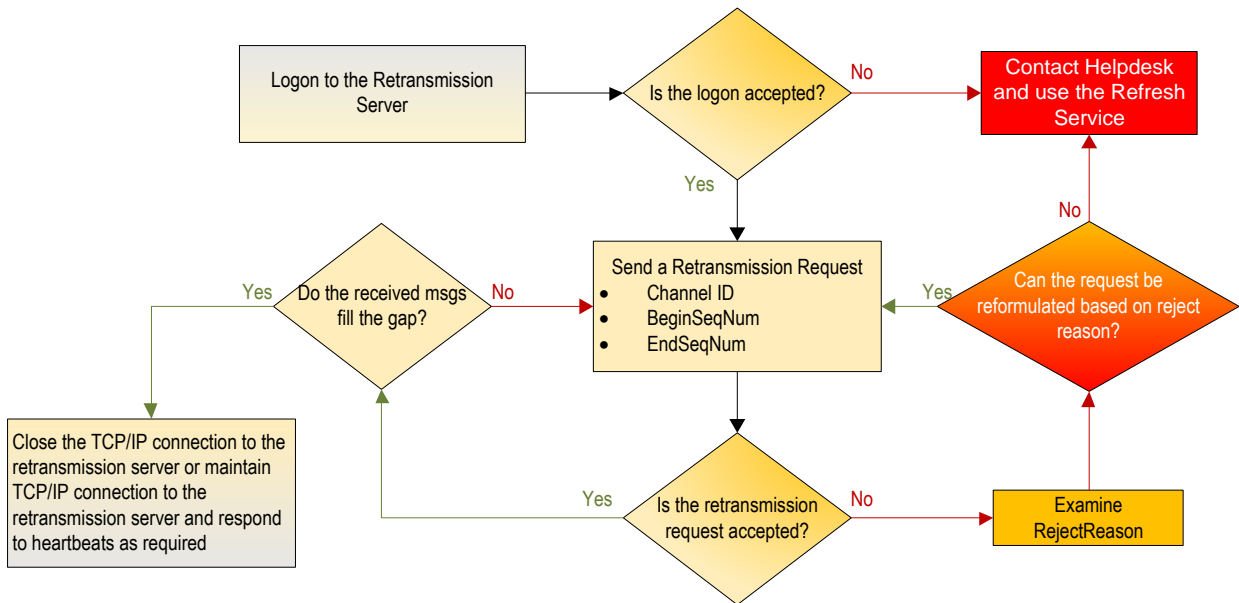 Logon to the Retransmission
Server
Is the logon accepted?
No
Contact Helpdesk
and use the Refresh
Service
Yes
No
Send a Retransmission Request
• Channel ID
• BeginSeqNum
• EndSeqNum
Yes
Do the received msgs
fill the gap?
No
Yes
Can the request be
reformulated based on reject
reason?
Close the TCP/IP connection to the
retransmission server or maintain
TCP/IP connection to the
retransmission server and respond
to heartbeats as required
Yes
Is the retransmission
request accepted?
No
Examine
RejectReason